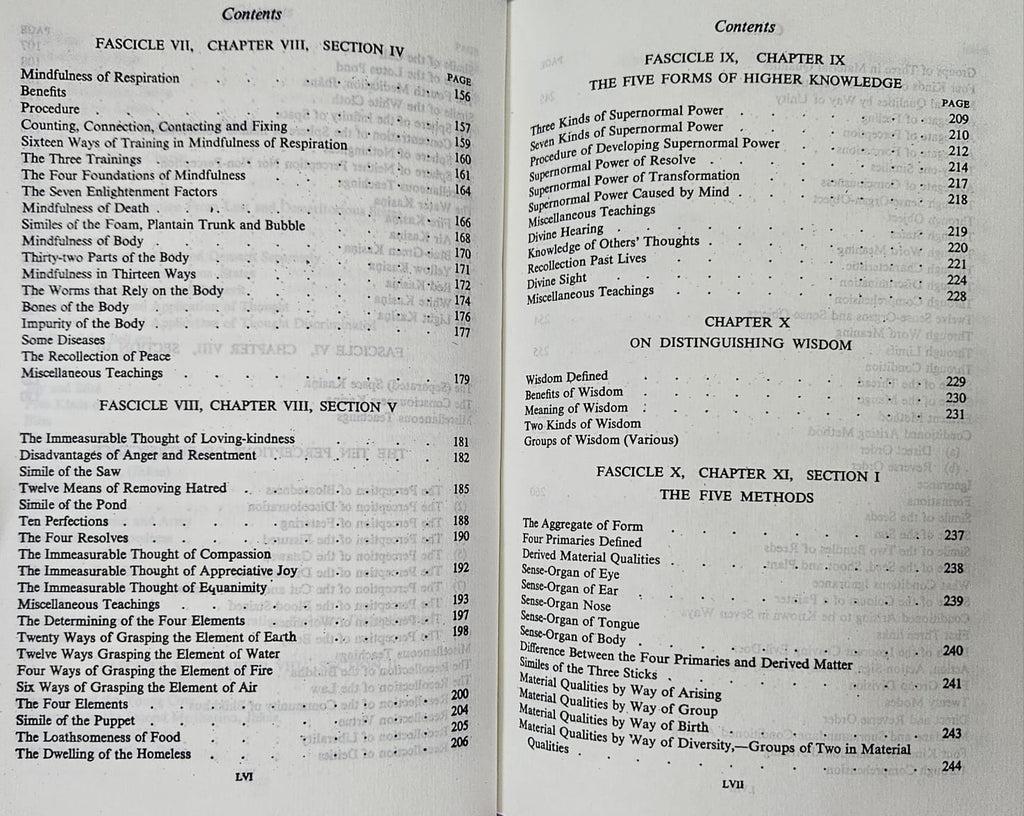 Contents
FASCICLE VII, CHAPTER VIII, SECTION IV
PAGE
Mindfulness of Respiration . . . . .
Benefits . . . . . . 156
Procedure . . . . . .
Counting, Connection, Contacting and Fixing . . . 157
Sixteen Ways of Training in Mindfulness of Respiration . . 159
The Three Trainings . . . . . 160
The Four Foundations of Mindfulness . . . . 161
The Seven Enlightenment Factors . . . . 164
Mindfulness of Death . . . .
Similes of the Foam, Plantain Trunk and Bubble . . . 166
Mindfulness of Body . . . . . 168
Thirty-two Parts of the Body . . . . 170
Mindfulness in Thirteen Ways . . . . 171
The Worms that Rely on the Body . . . . 172
Bones of the Body . . . . . 174
Impurity of the Body . . . . . 176
Some Diseases . . . . . 177
The Recollection of Peace
Miscellaneous Teachings . . . . . 179
FASCICLE VIII, CHAPTER VIII, SECTION V
The Immeasurable Thought of Loving-kindness . . . . 181
Disadvantages of Anger and Resentment . . . . 182
Simile of the Saw
Twelve Means of Removing Hatred . . . . 185
Simile of the Pond
Ten Perfections . . . . . 188
The Four Resolves . . . . . 190
The Immeasurable Thought of Compassion
The Immeasurable Thought of Appreciative Joy . . . 192
The Immeasurable Thought of Equanimity
Miscellaneous Teachings . . . . . 193
The Determining of the Four Elements . . . . 197
Twenty Ways of Grasping the Element of Earth . . . 198
Twelve Ways Grasping the Element of Water
Four Ways of Grasping the Element of Fire
Six Ways of Grasping the Element of Air
The Four Elements . . . . . 200
Simile of the Puppet . . . . . 204
The Loathsomeness of Food . . . . . 205
The Dwelling of the Homeless . . . . . 206
LVI
Contents
FASCICLE IX, CHAPTER IX
THE FIVE FORMS OF HIGHER KNOWLEDGE
PAGE
Three Kinds of Supernormal Power . . . . 209
Seven Kinds of Supernormal Power . . . . 210
Procedure of Developing Supernormal Power . . . . 212
Supernormal Power of Resolve . . . . . 214
Supernormal Power of Transformation . . . . 217
Supernormal Power Caused by Mind . . . . 218
Miscellaneous Teachings
Divine Hearing . . . . . 219
Knowledge of Others' Thoughts . . . . . 220
Recollection Past Lives . . . . . 221
Divine Sight . . . . . 224
Miscellaneous Teachings . . . . . 228
CHAPTER X
ON DISTINGUISHING WISDOM
Wisdom Defined . . . . . 229
Benefits of Wisdom . . . . . 230
Meaning of Wisdom . . . . . 231
Two Kinds of Wisdom
Groups of Wisdom (Various)
FASCICLE X, CHAPTER XI, SECTION I
THE FIVE METHODS
The Aggregate of Form . . . . . 237
Four Primaries Defined
Derived Material Qualities . . . . . 238
Sense-Organ of Eye
Sense-Organ of Ear . . . . . 239
Sense-Organ Nose
Sense-Organ of Tongue
Sense-Organ of Body . . . . . 240
Difference Between the Four Primaries and Derived Matter
Similes of the Three Sticks . . . . . 241
Material Qualities by Way of Arising
Material Qualities by Way of Group
Material Qualities by Way of Birth . . . . 243
Material Qualities by Way of Diversity,—Groups of Two in Material
Qualities . . . . . 244
LVII